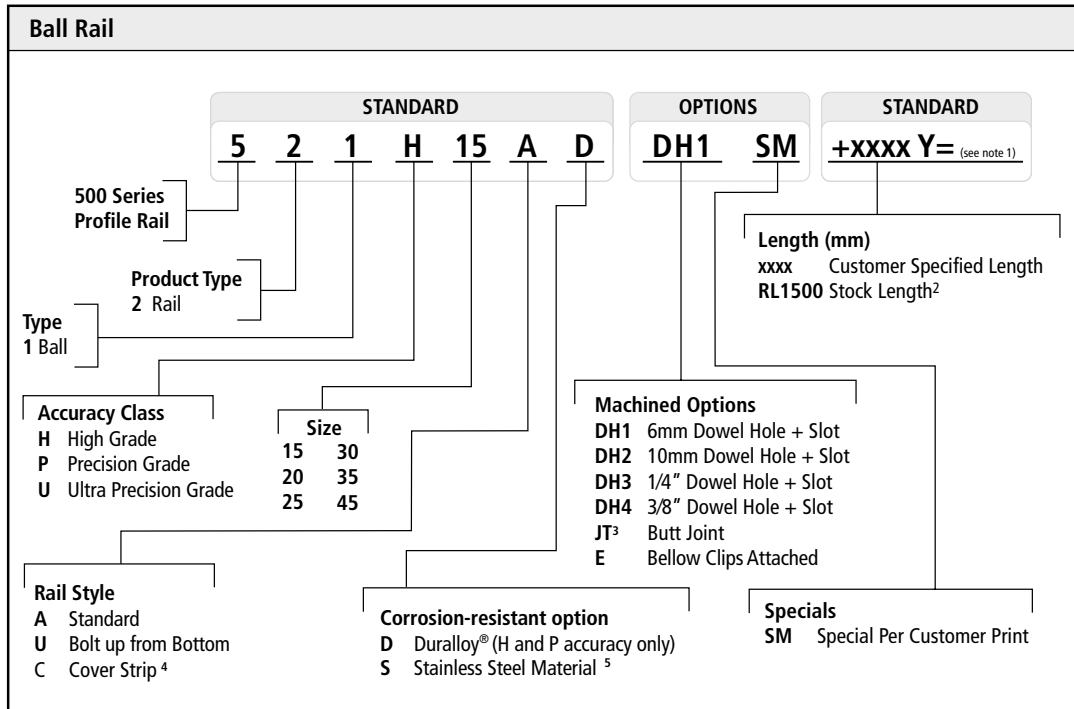 Ball Rail
STANDARD
OPTIONS
STANDARD
5 2 1 H 15 A D
DH1 SM
+xxxx Y= (see note 1)
500 Series
Profile Rail
Product Type
2 Rail
Type
1 Ball
Accuracy Class
H High Grade
P Precision Grade
U Ultra Precision Grade
Size
15 30
20 35
25 45
Length (mm)
xxxx Customer Specified Length
RL1500 Stock Length²
Machined Options
DH1 6mm Dowel Hole + Slot
DH2 10mm Dowel Hole + Slot
DH3 1/4" Dowel Hole + Slot
DH4 3/8" Dowel Hole + Slot
JT³ Butt Joint
E Bellow Clips Attached
Rail Style
A Standard
U Bolt up from Bottom
C Cover Strip ⁴
Corrosion-resistant option
D Duralloy® (H and P accuracy only)
S Stainless Steel Material ⁵
Specials
SM Special Per Customer Print